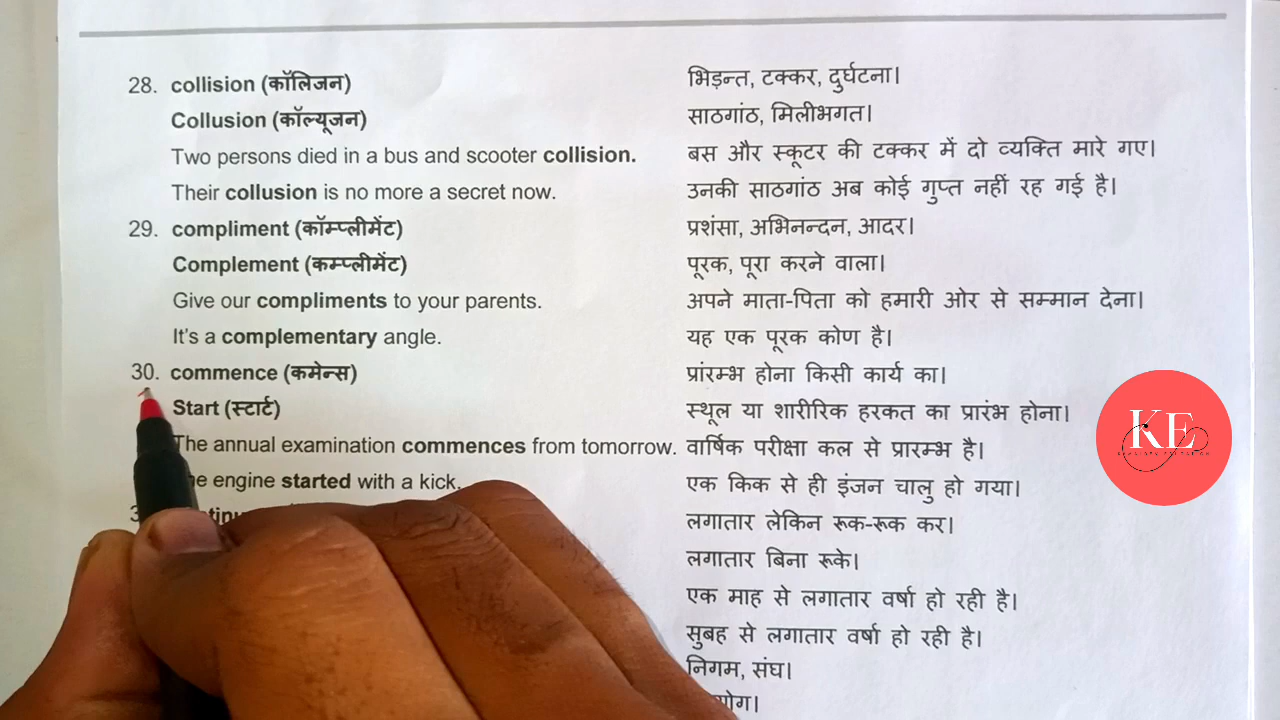 28. collision (कॉलिजन) भिड़न्त, टक्कर, दुर्घटना।
Collusion (कॉल्यूजन) साठगांठ, मिलीभगत।
Two persons died in a bus and scooter collision. बस और स्कूटर की टक्कर में दो व्यक्ति मारे गए।
Their collusion is no more a secret now. उनकी साठगांठ अब कोई गुप्त नहीं रह गई है।
29. compliment (कॉम्प्लीमेंट) प्रशंसा, अभिनन्दन, आदर।
Complement (कम्प्लीमेंट) पूरक, पूरा करने वाला।
Give our compliments to your parents. अपने माता-पिता को हमारी ओर से सम्मान देना।
It's a complementary angle. यह एक पूरक कोण है।
30. commence (कमेन्स) प्रांरम्भ होना किसी कार्य का।
Start (स्टार्ट) स्थूल या शारीरिक हरकत का प्रारंभ होना।
The annual examination commences from tomorrow. वार्षिक परीक्षा कल से प्रारम्भ है।
engine started with a kick. एक किक से ही इंजन चालु हो गया।
लगातार लेकिन रूक-रूक कर।
लगातार बिना रूके।
एक माह से लगातार वर्षा हो रही है।
सुबह से लगातार वर्षा हो रही है।
निगम, संघ।
KE